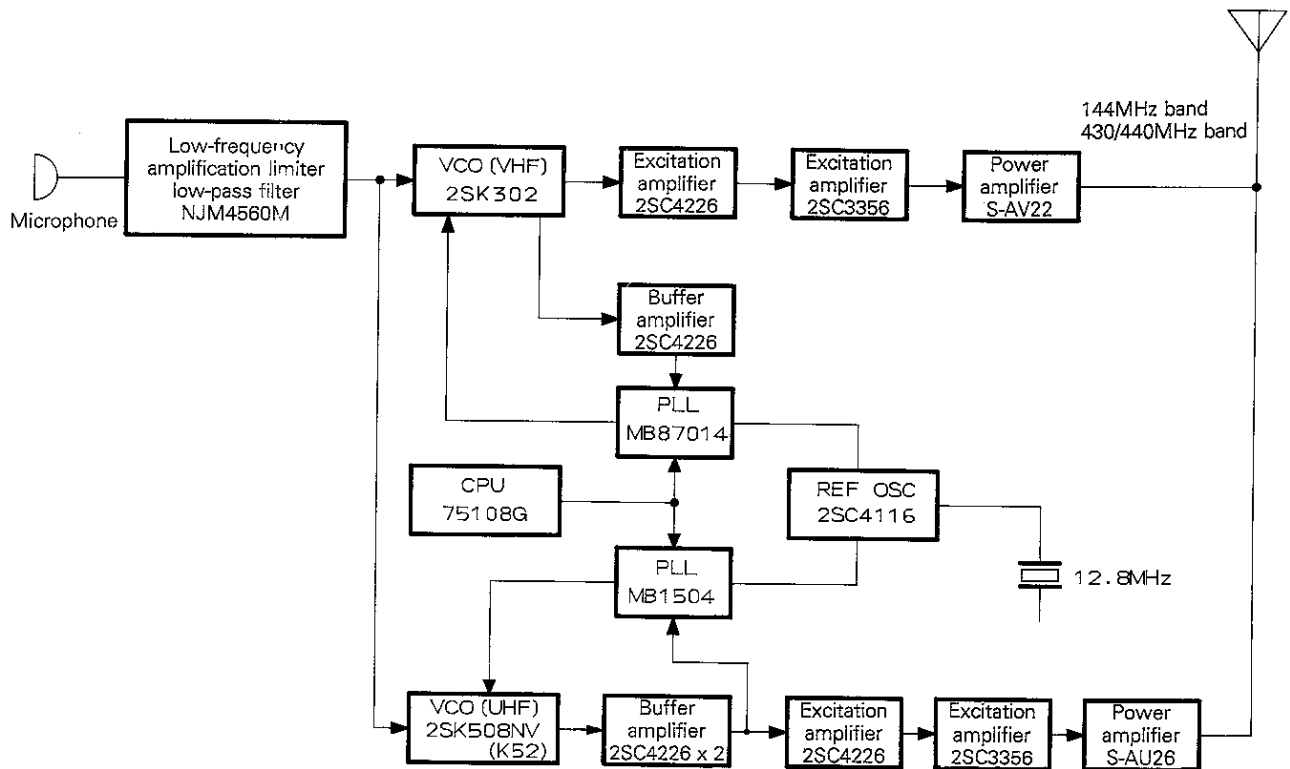 144MHz band
430/440MHz band
Low-frequency
amplification limiter
low-pass filter
NJM4560M
Microphone
VCO (VHF)
2SK302
Excitation
amplifier
2SC4226
Excitation
amplifier
2SC3356
Power
amplifier
S-AV22
Buffer
amplifier
2SC4226
PLL
MB87014
CPU
75108G
REF OSC
2SC4116
12.8MHz
PLL
MB1504
VCO (UHF)
2SK508NV
(K52)
Buffer
amplifier
2SC4226 x 2
Excitation
amplifier
2SC4226
Excitation
amplifier
2SC3356
Power
amplifier
S-AU26